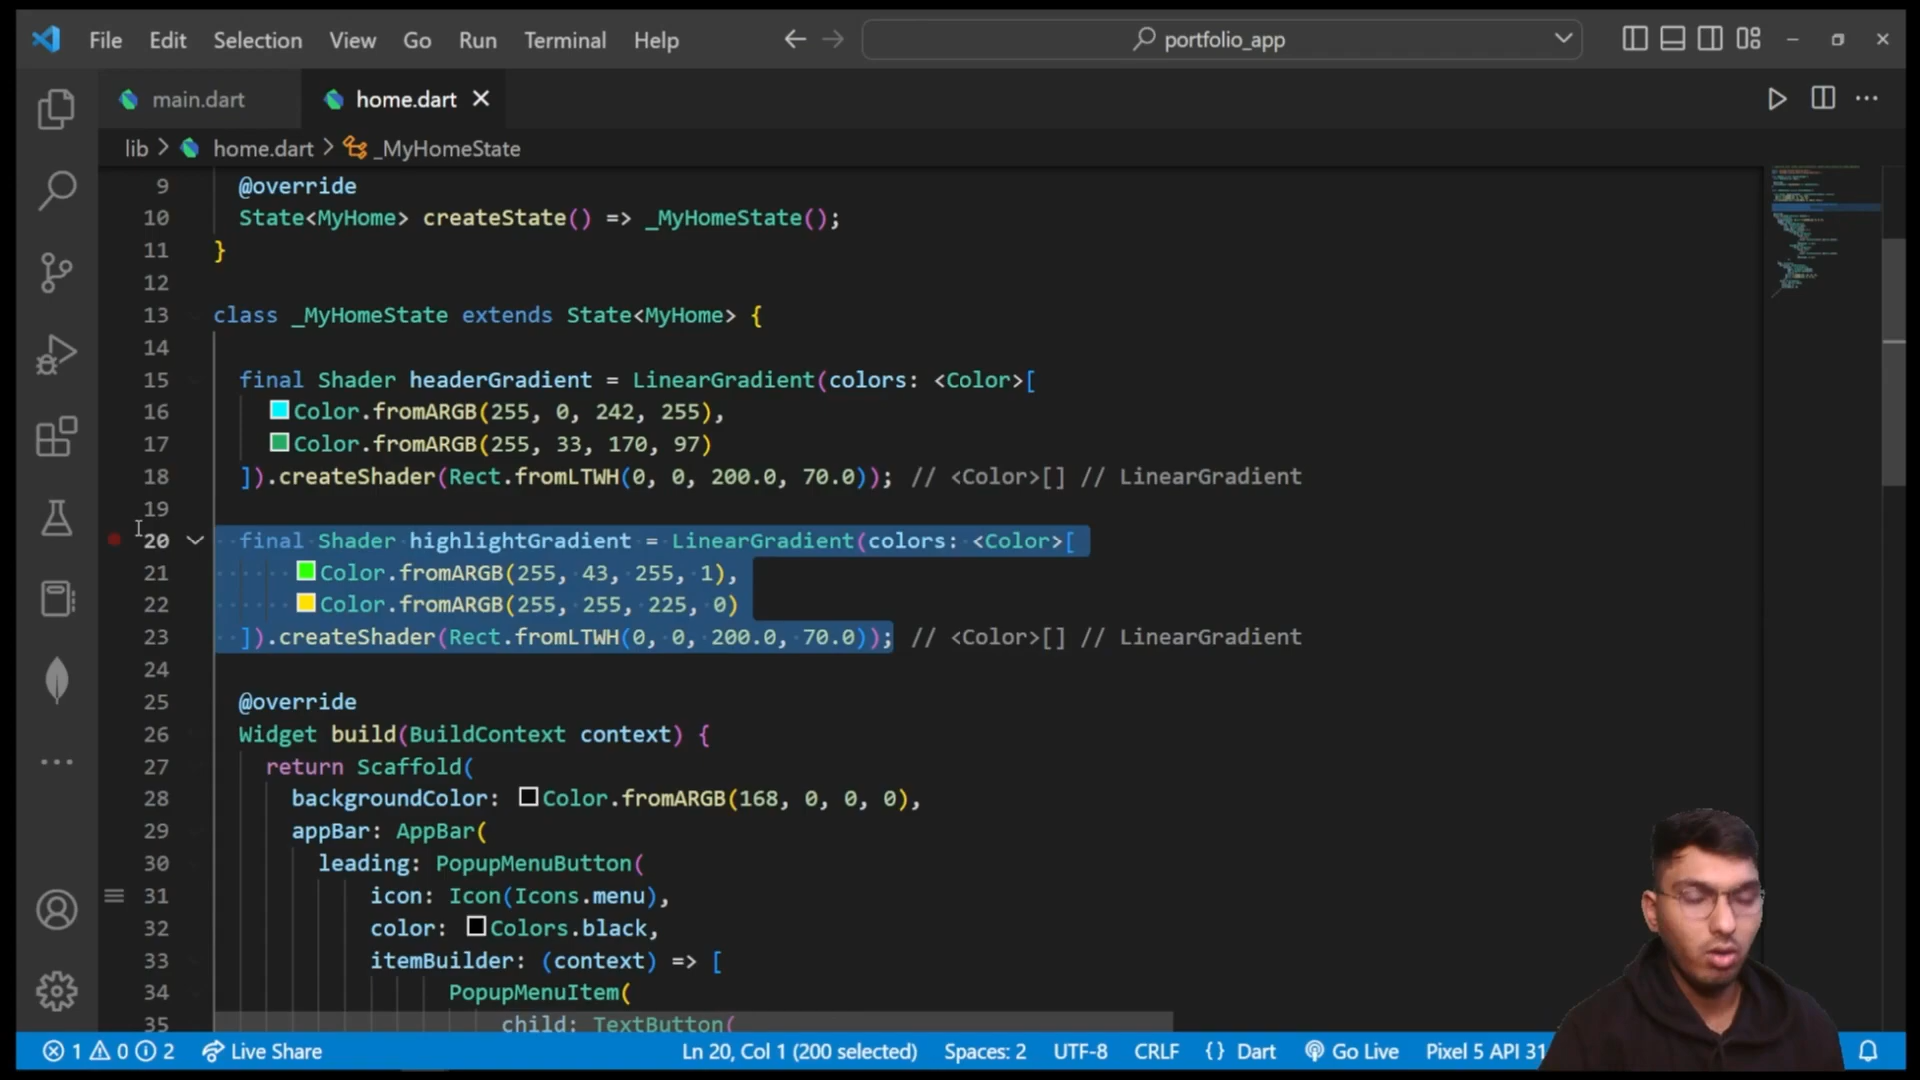 File Edit Selection View Go Run Terminal Help portfolio_app
main.dart home.dart
lib > home.dart > _MyHomeState
9 @override
10 State<MyHome> createState() => _MyHomeState();
11 }
12
13 class _MyHomeState extends State<MyHome> {
14
15 final Shader headerGradient = LinearGradient(colors: <Color>[
16 Color.fromARGB(255, 0, 242, 255),
17 Color.fromARGB(255, 33, 170, 97)
18 ]).createShader(Rect.fromLTWH(0, 0, 200.0, 70.0)); // <Color>[] // LinearGradient
19
20 final Shader highlightGradient = LinearGradient(colors: <Color>[
21 Color.fromARGB(255, 43, 255, 1),
22 Color.fromARGB(255, 255, 225, 0)
23 ]).createShader(Rect.fromLTWH(0, 0, 200.0, 70.0)); // <Color>[] // LinearGradient
24
25 @override
26 Widget build(BuildContext context) {
27 return Scaffold(
28 backgroundColor: Color.fromARGB(168, 0, 0, 0),
29 appBar: AppBar(
30 leading: PopupMenuButton(
31 icon: Icon(Icons.menu),
32 color: Colors.black,
33 itemBuilder: (context) => [
34 PopupMenuItem(
35 child: TextButton(
1 0 2 Live Share Ln 20, Col 1 (200 selected) Spaces: 2 UTF-8 CRLF {} Dart Go Live Pixel 5 API 31